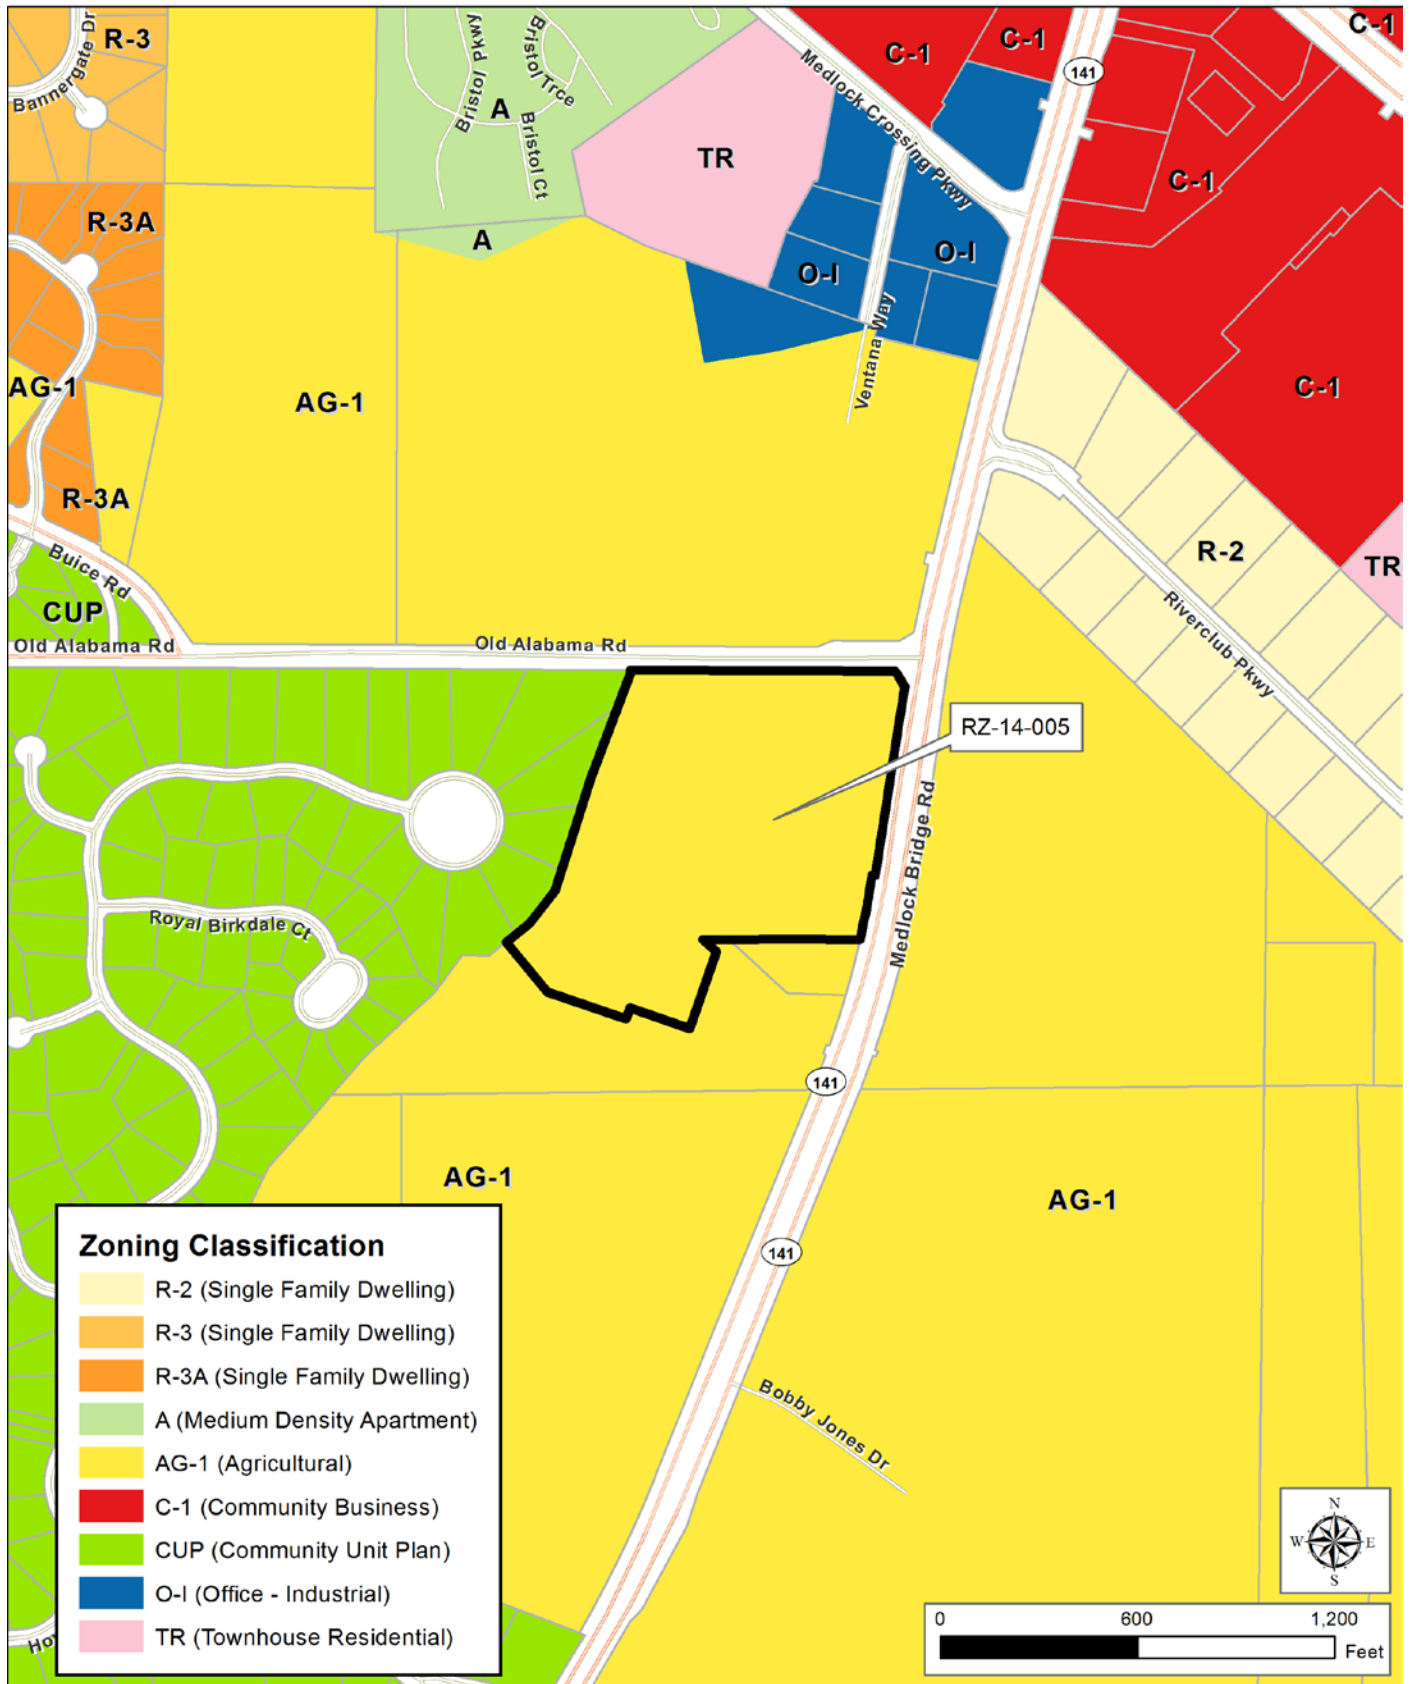 R-3
Bannergate Dr
Bristol Pkwy
Bristol Trce
A
Bristol Ct
C-1
C-1
C-1
141
Medlock Crossing Pkwy
TR
C-1
R-3A
A
O-I
O-I
Ventana Way
AG-1
AG-1
C-1
R-3A
R-2
TR
Buice Rd
CUP
Riverclub Pkwy
Old Alabama Rd
Old Alabama Rd
RZ-14-005
Medlock Bridge Rd
Royal Birkdale Ct
141
AG-1
AG-1
141
Bobby Jones Dr
Zoning Classification
R-2 (Single Family Dwelling)
R-3 (Single Family Dwelling)
R-3A (Single Family Dwelling)
A (Medium Density Apartment)
AG-1 (Agricultural)
C-1 (Community Business)
CUP (Community Unit Plan)
O-I (Office - Industrial)
TR (Townhouse Residential)
N
W E
S
0 600 1,200
Feet